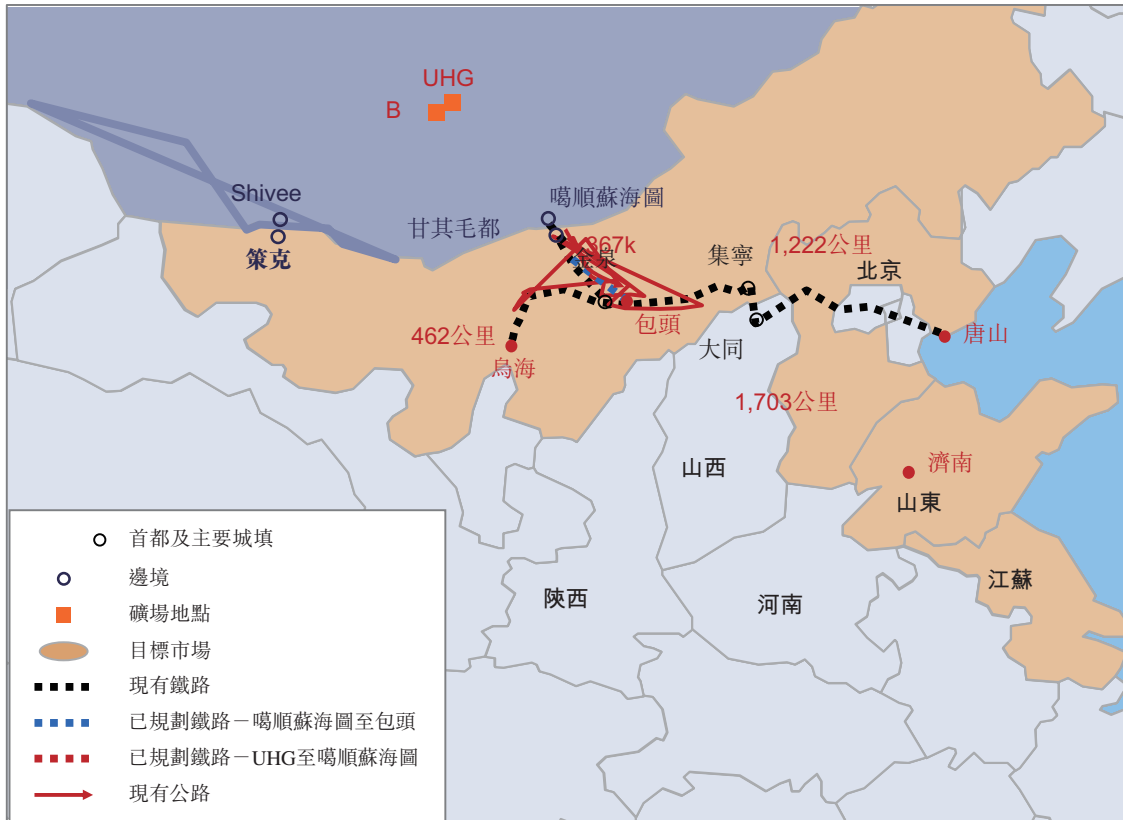 UHG
B
Shivee
策克
噶順蘇海圖
甘其毛都
367k
金泉
集寧
1,222公里
北京
462公里
烏海
包頭
大同
唐山
1,703公里
濟南
山西
山東
陝西
河南
江蘇
首都及主要城填
邊境
礦場地點
目標市場
現有鐵路
已規劃鐵路－噶順蘇海圖至包頭
已規劃鐵路－UHG至噶順蘇海圖
現有公路